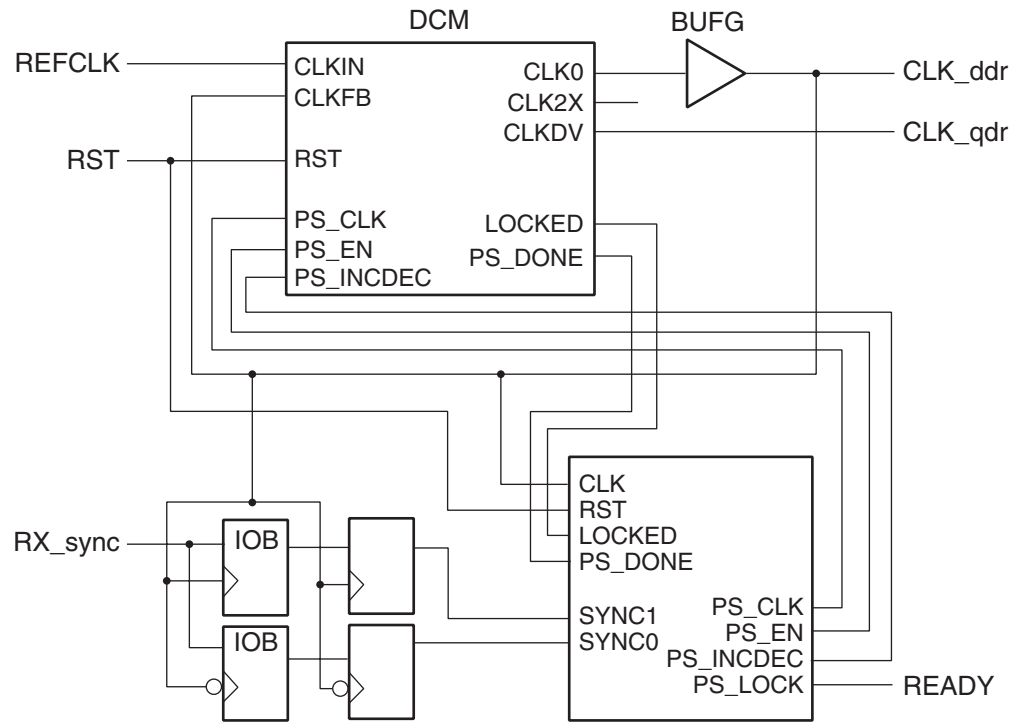 DCM
BUFG
REFCLK
CLKIN
CLK0
CLK_ddr
CLKFB
CLK2X
CLKDV
CLK_qdr
RST
RST
PS_CLK
LOCKED
PS_EN
PS_DONE
PS_INCDEC
CLK
RST
LOCKED
PS_DONE
RX_sync
IOB
SYNC1
PS_CLK
IOB
SYNC0
PS_EN
PS_INCDEC
PS_LOCK
READY